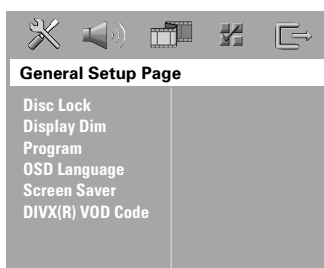 General Setup Page
Disc Lock
Display Dim
Program
OSD Language
Screen Saver
DIVX(R) VOD Code